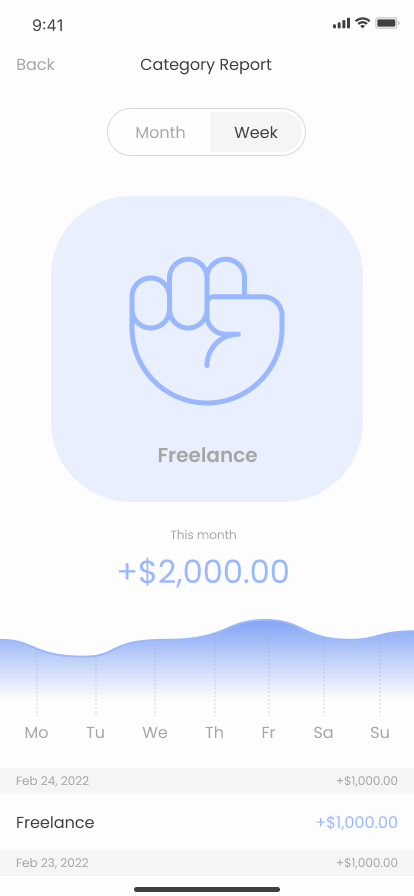 9:41
Back
Category Report
Month Week
Freelance
This month
+$2,000.00
Mo Tu We Th Fr Sa Su
Feb 24, 2022 +$1,000.00
Freelance +$1,000.00
Feb 23, 2022 +$1,000.00